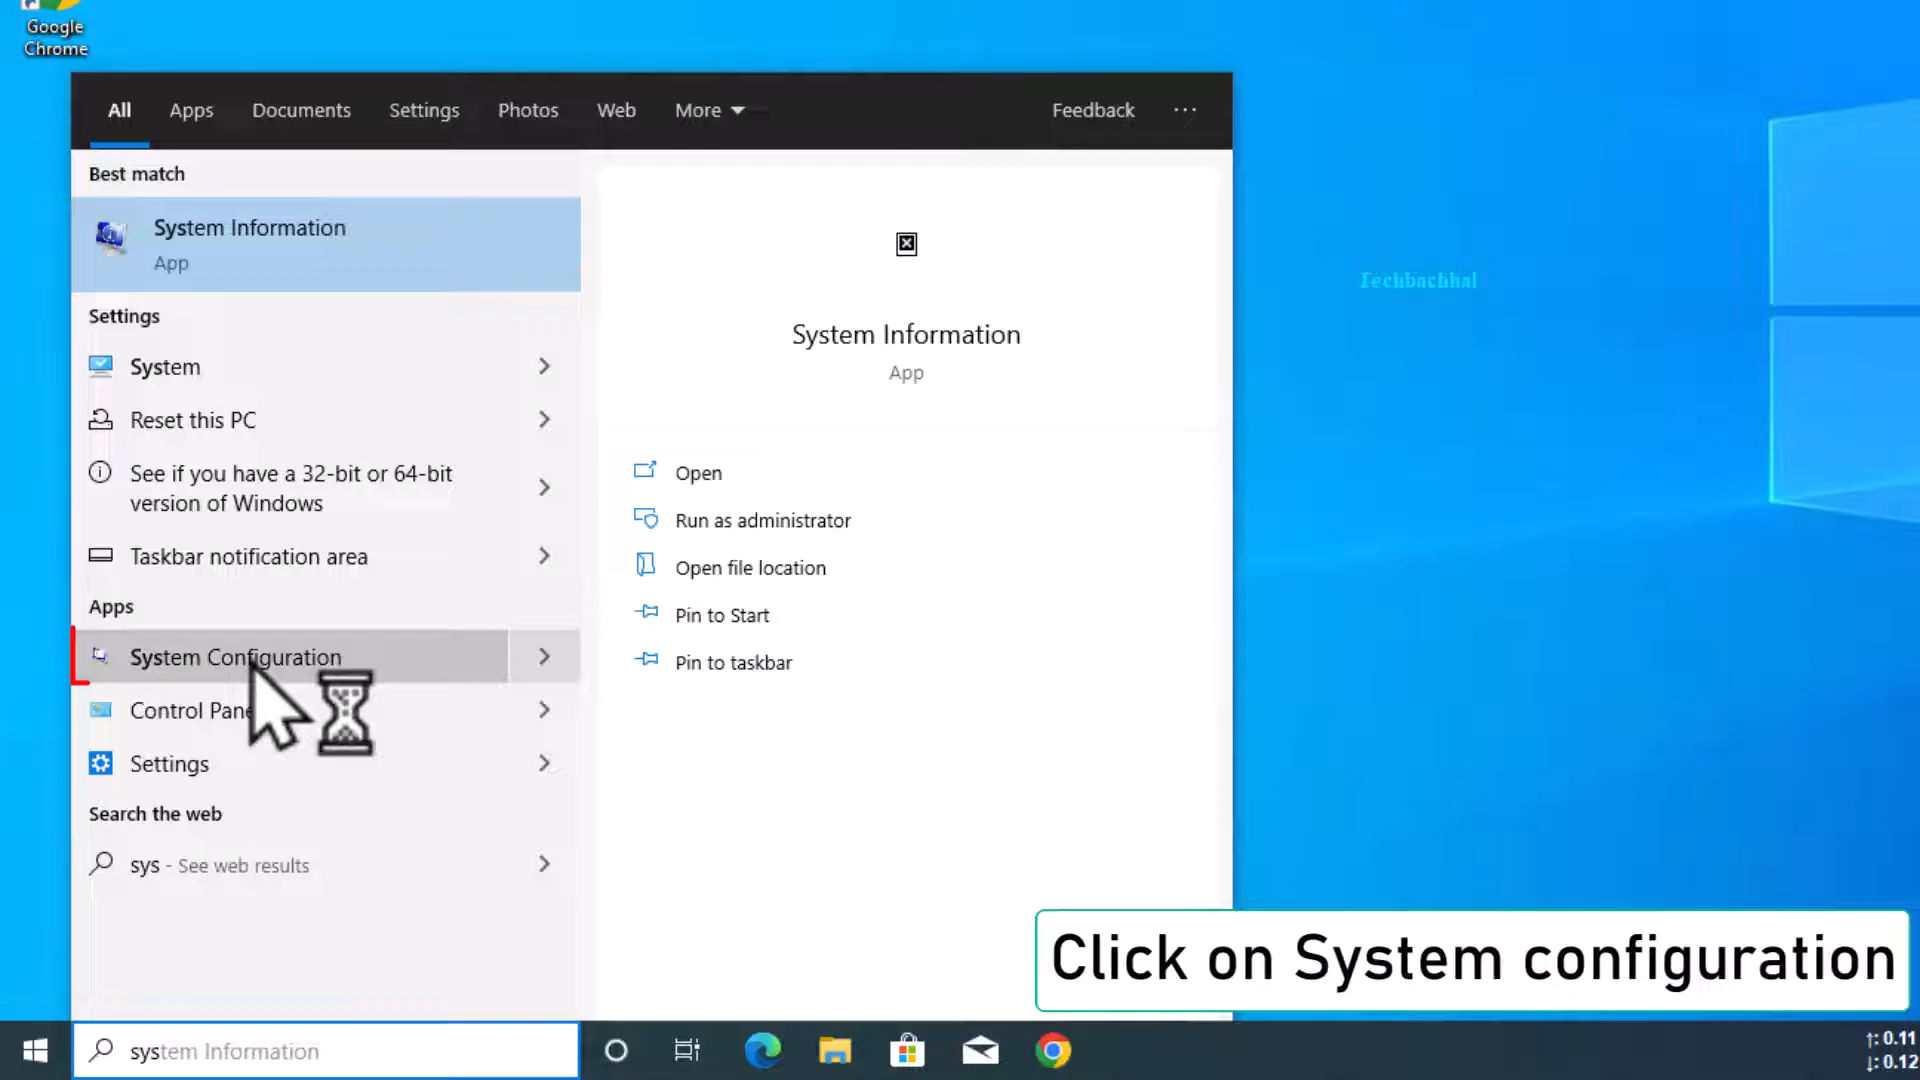 Google
Chrome
All Apps Documents Settings Photos Web More Feedback ...
Best match
System Information
App
Settings
System
Reset this PC
See if you have a 32-bit or 64-bit
version of Windows
Taskbar notification area
Apps
System Configuration
Control Pane
Settings
Search the web
sys - See web results
System Information
App
Open
Run as administrator
Open file location
Pin to Start
Pin to taskbar
Techbachhal
Click on System configuration
system Information
↑: 0.11
↓: 0.12